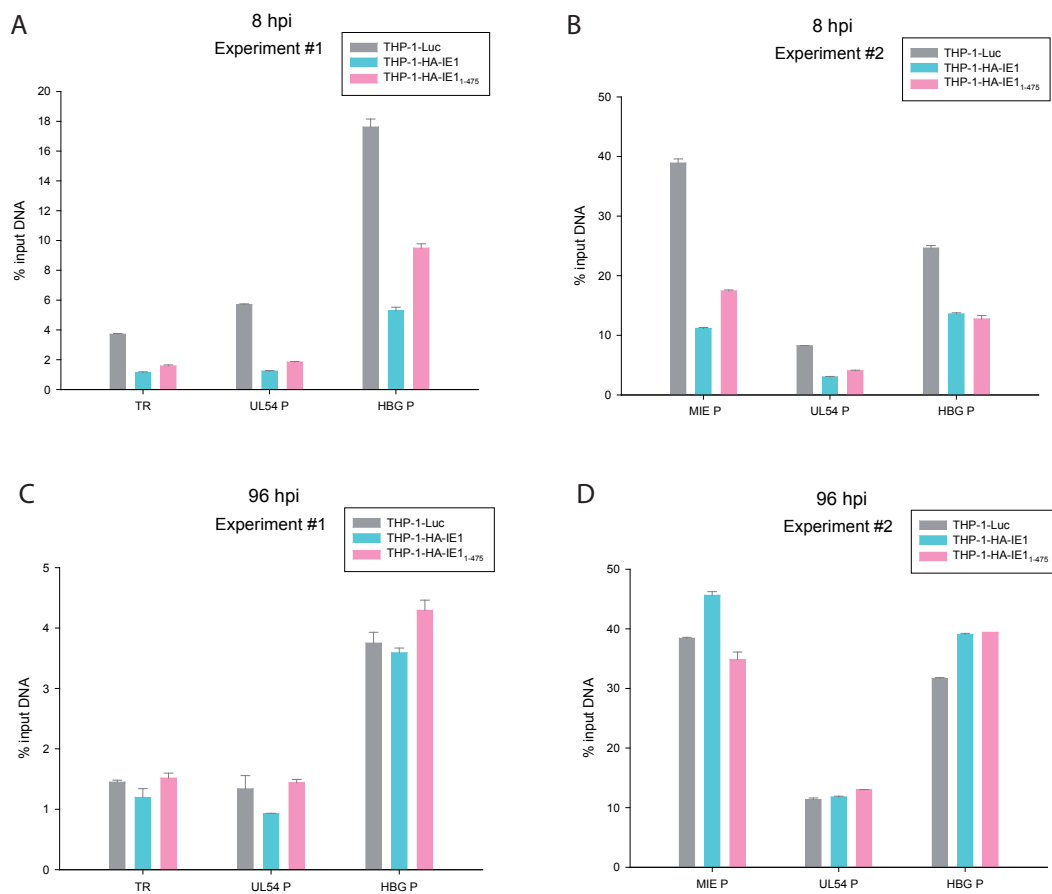 A
8 hpi
Experiment #1
THP-1-Luc
THP-1-HA-IE1
THP-1-HA-IE1₁₋₄₇₅
% input DNA
20
18
16
14
12
10
8
6
4
2
0
TR
UL54 P
HBG P
B
8 hpi
Experiment #2
THP-1-Luc
THP-1-HA-IE1
THP-1-HA-IE1₁₋₄₇₅
% input DNA
50
40
30
20
10
0
MIE P
UL54 P
HBG P
C
96 hpi
Experiment #1
THP-1-Luc
THP-1-HA-IE1
THP-1-HA-IE1₁₋₄₇₅
% input DNA
5
4
3
2
1
0
TR
UL54 P
HBG P
D
96 hpi
Experiment #2
THP-1-Luc
THP-1-HA-IE1
THP-1-HA-IE1₁₋₄₇₅
% input DNA
50
40
30
20
10
0
MIE P
UL54 P
HBG P